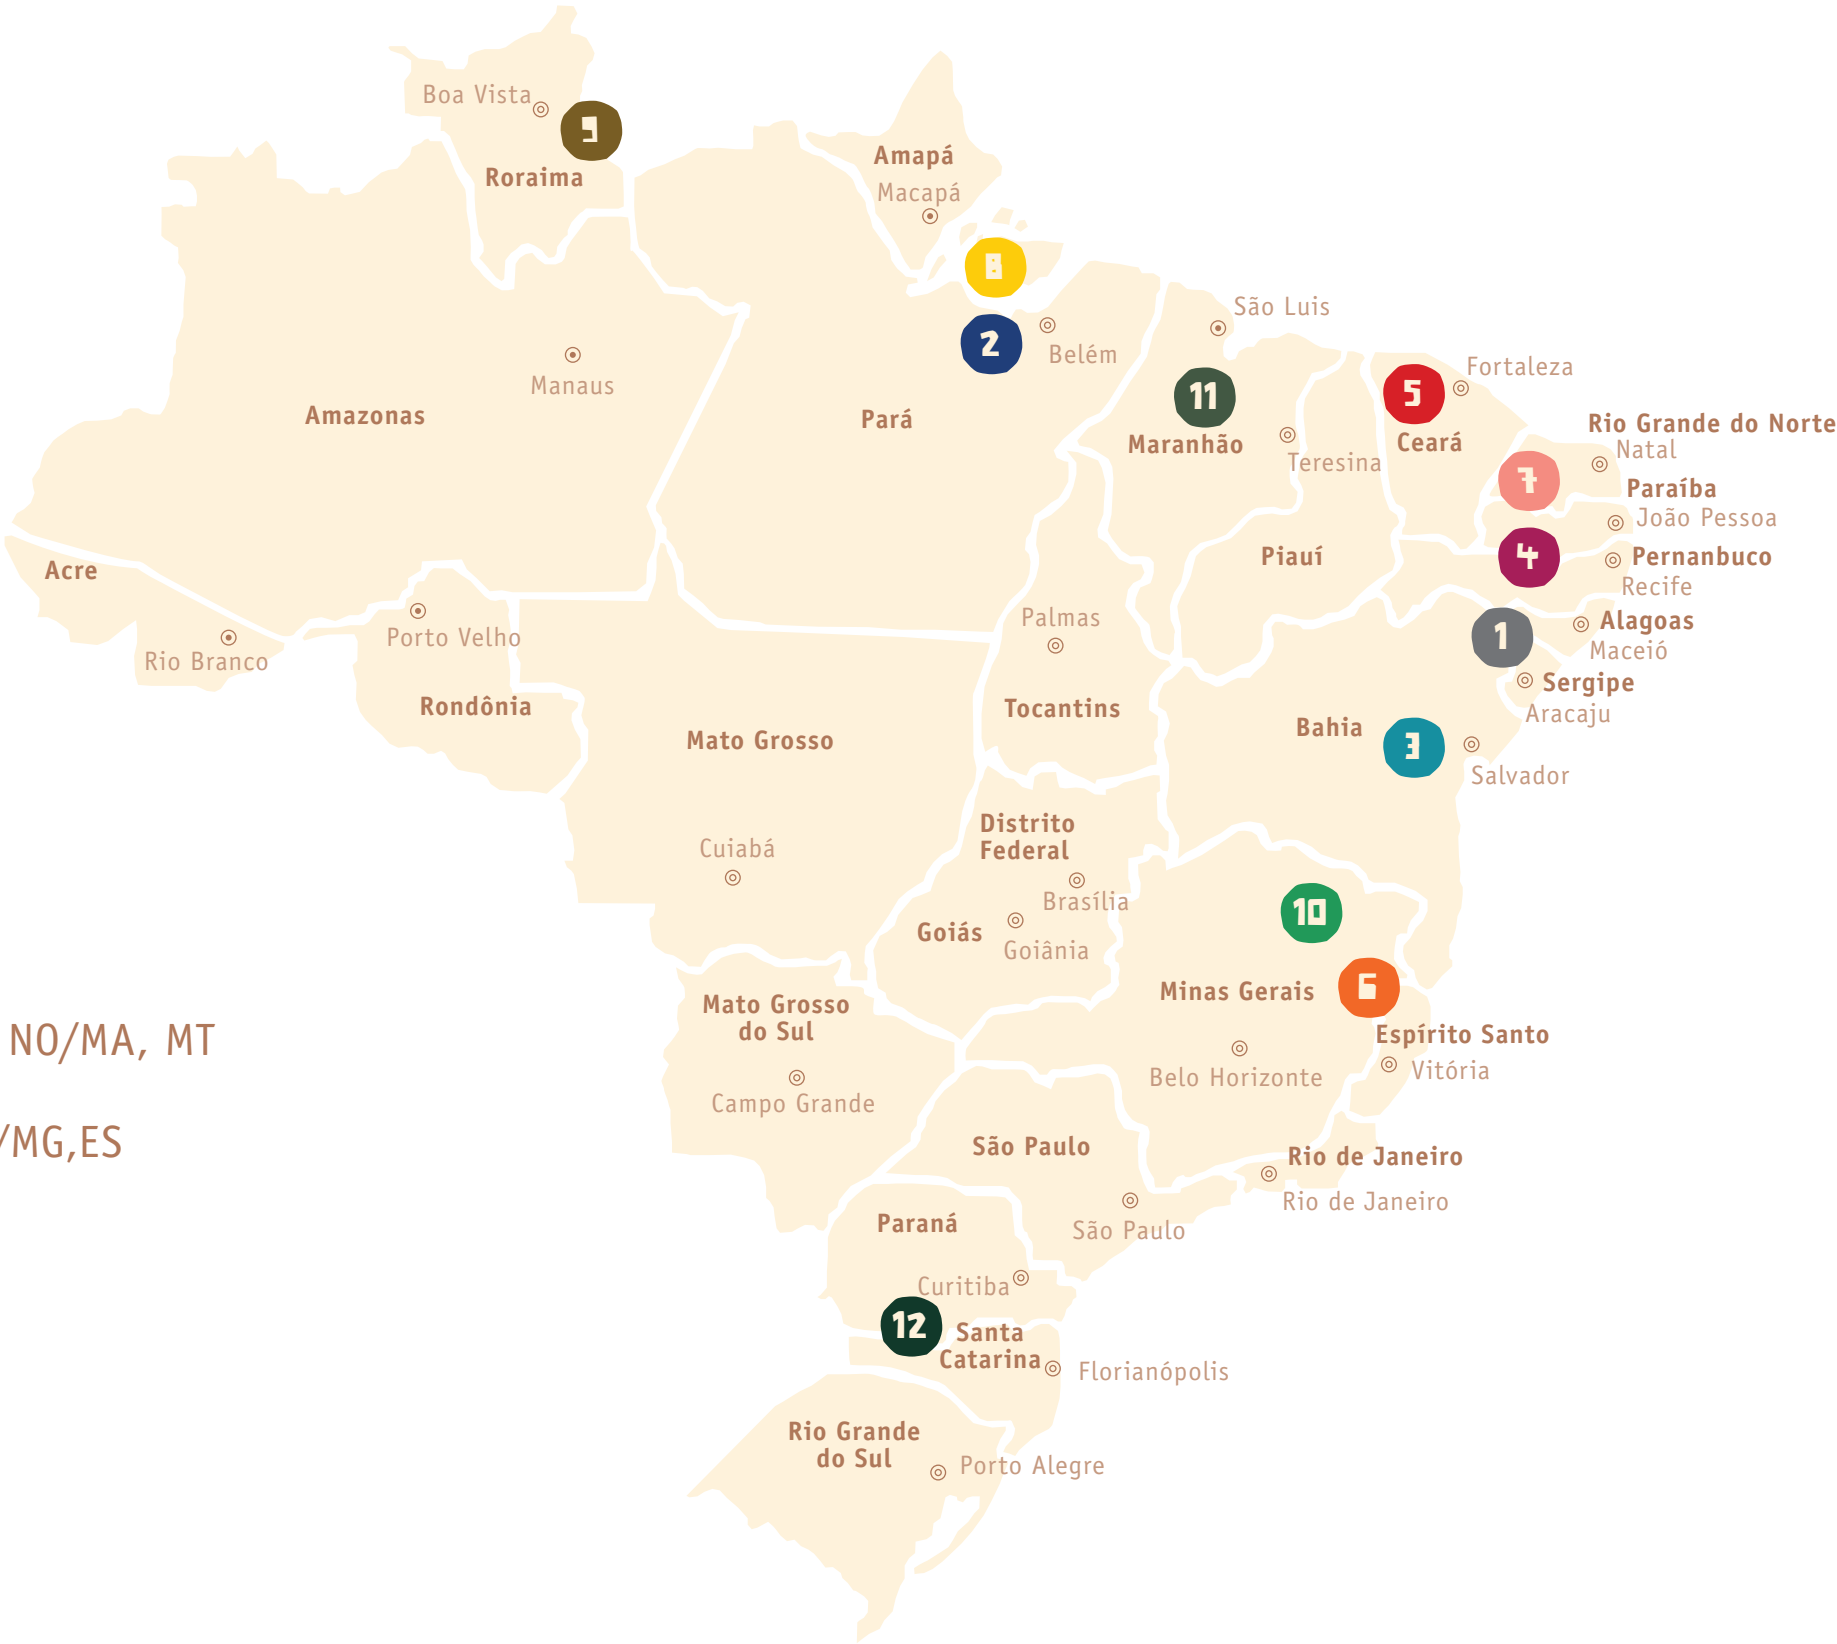 Boa Vista
9
Roraima
Amapá
Macapá
8
São Luis
2
Belém
Manaus
Fortaleza
5
11
Amazonas
Pará
Maranhão
Ceará
Teresina
Rio Grande do Norte
Natal
7
Paraíba
João Pessoa
Piauí
4
Pernanbuco
Recife
Acre
Palmas
Porto Velho
Rio Branco
1
Alagoas
Maceió
Sergipe
Aracaju
Rondônia
Tocantins
Mato Grosso
Bahia
3
Salvador
Distrito
Federal
Cuiabá
Brasília
10
Goiás
Goiânia
Minas Gerais
6
Mato Grosso
do Sul
Espírito Santo
NO/MA, MT
Vitória
Belo Horizonte
Campo Grande
/MG,ES
São Paulo
Rio de Janeiro
Rio de Janeiro
Paraná
São Paulo
Curitiba
12
Santa
Catarina
Florianópolis
Rio Grande
do Sul
Porto Alegre